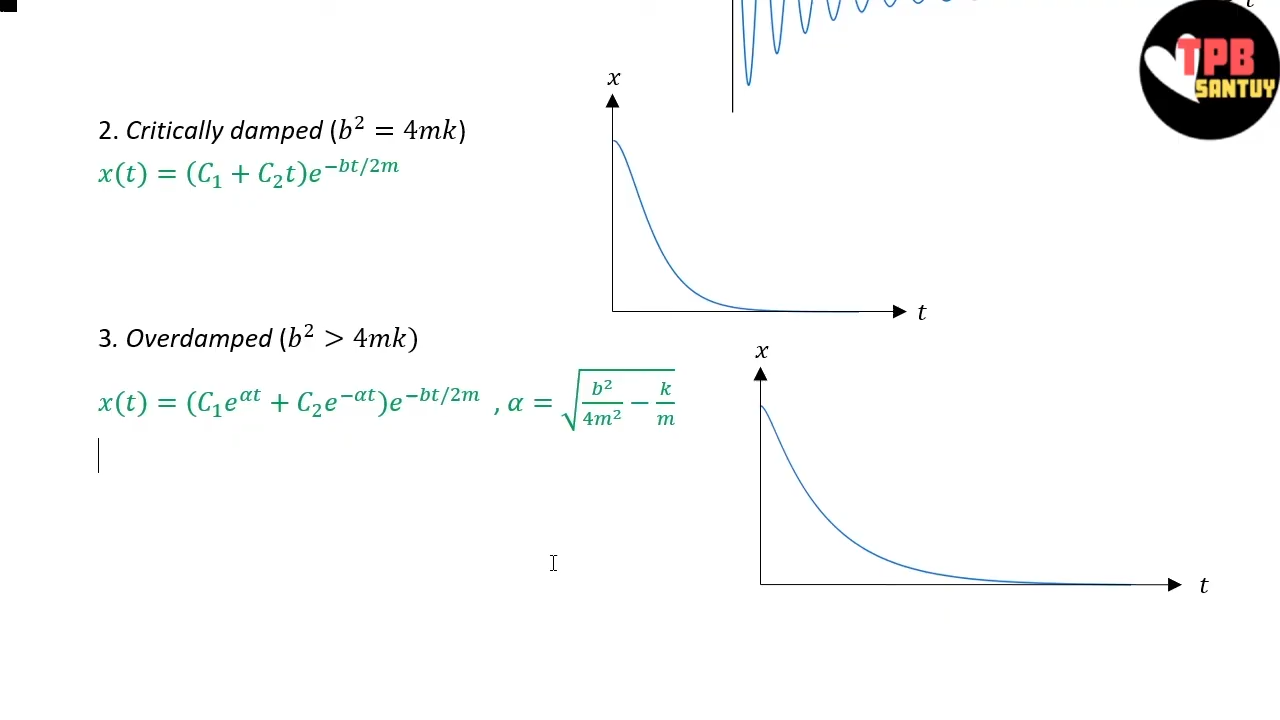 t
TPB
SANTUY
x
2. Critically damped (b² = 4mk)
x(t) = (C₁ + C₂t)e^{-bt/2m}
t
3. Overdamped (b² > 4mk)
x
x(t) = (C₁e^{αt} + C₂e^{-αt})e^{-bt/2m} , α = √(b²/4m² − k/m)
t